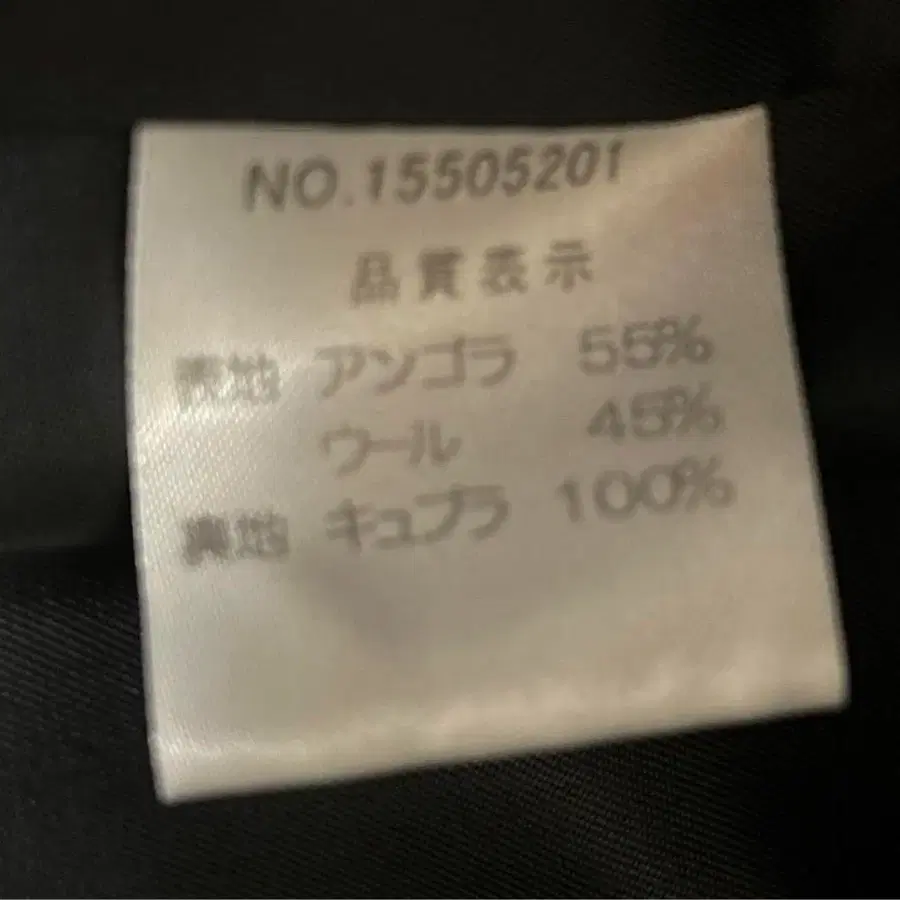 NO.15505201
品質表示
表地 アンゴラ 55%
ウール 45%
裏地 キュプラ 100%